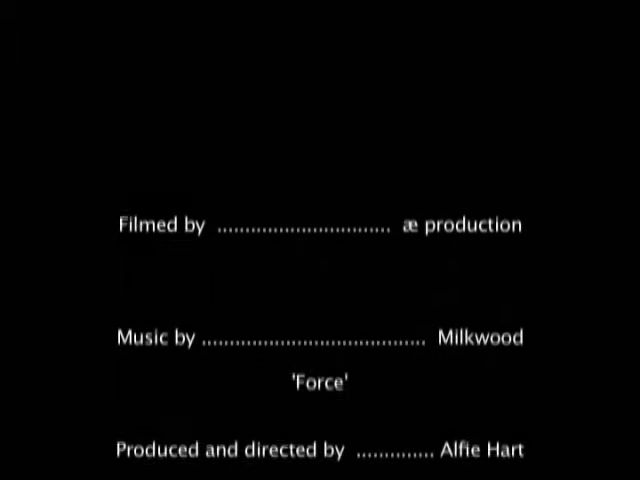 Filmed by ............................... æ production
Music by ........................................ Milkwood
'Force'
Produced and directed by .............. Alfie Hart